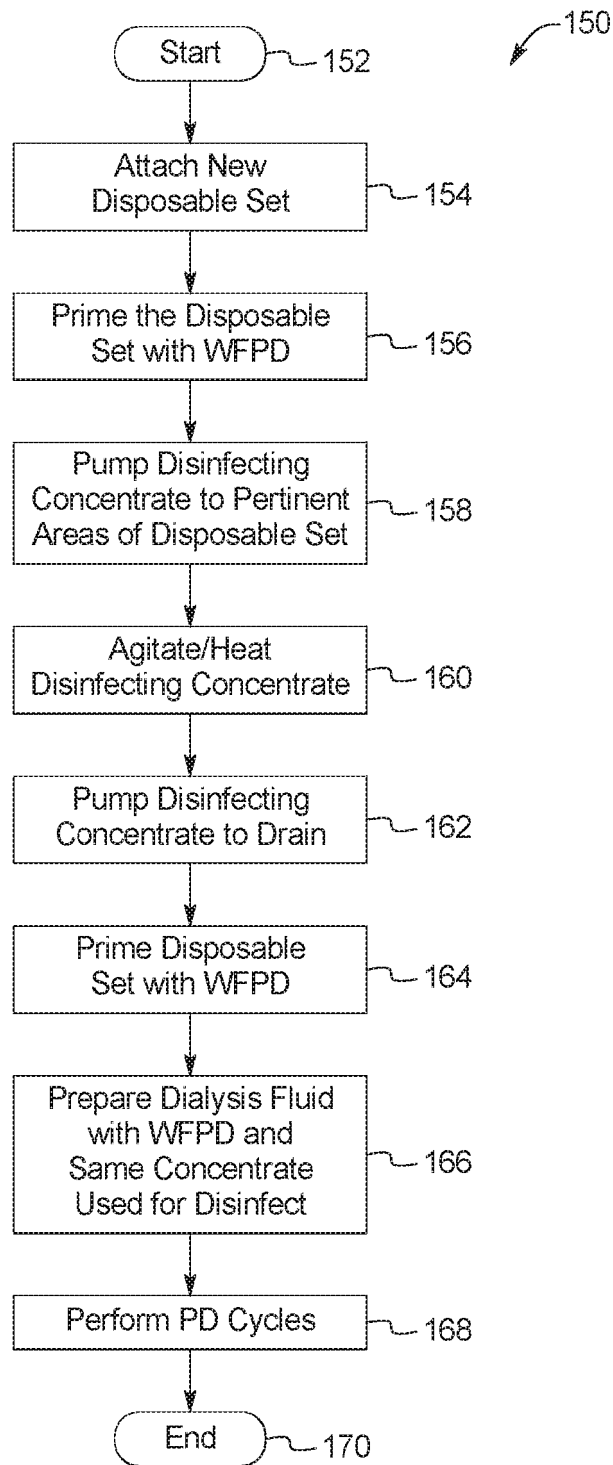 150
Start
152
Attach New
Disposable Set
154
Prime the Disposable
Set with WFPD
156
Pump Disinfecting
Concentrate to Pertinent
Areas of Disposable Set
158
Agitate/Heat
Disinfecting Concentrate
160
Pump Disinfecting
Concentrate to Drain
162
Prime Disposable
Set with WFPD
164
Prepare Dialysis Fluid
with WFPD and
Same Concentrate
Used for Disinfect
166
Perform PD Cycles
168
End
170